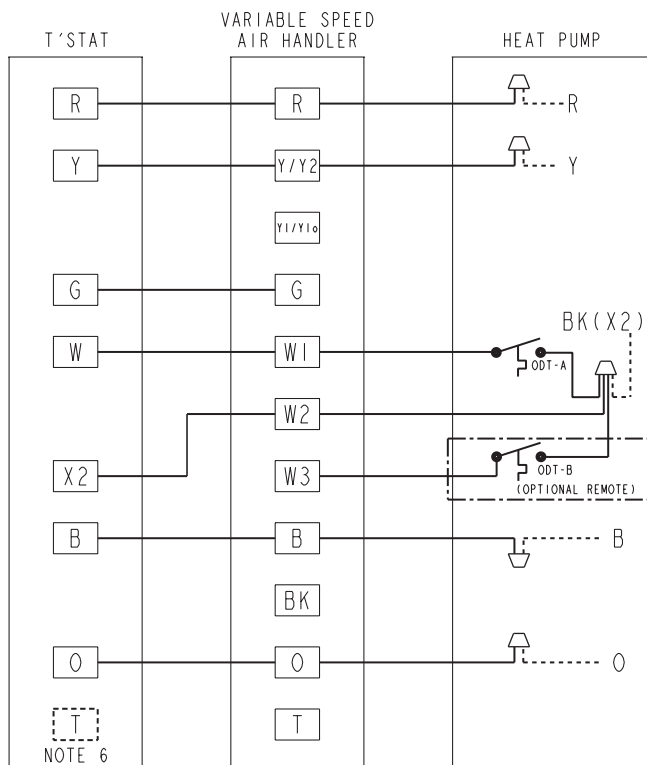 VARIABLE SPEED
T'STAT AIR HANDLER HEAT PUMP
R R R
Y Y/Y2 Y
Y1/Y1o
G G
BK(X2)
W W1
ODT-A
W2
X2 W3 ODT-B
(OPTIONAL REMOTE)
B B B
BK
O O O
T T
NOTE 6